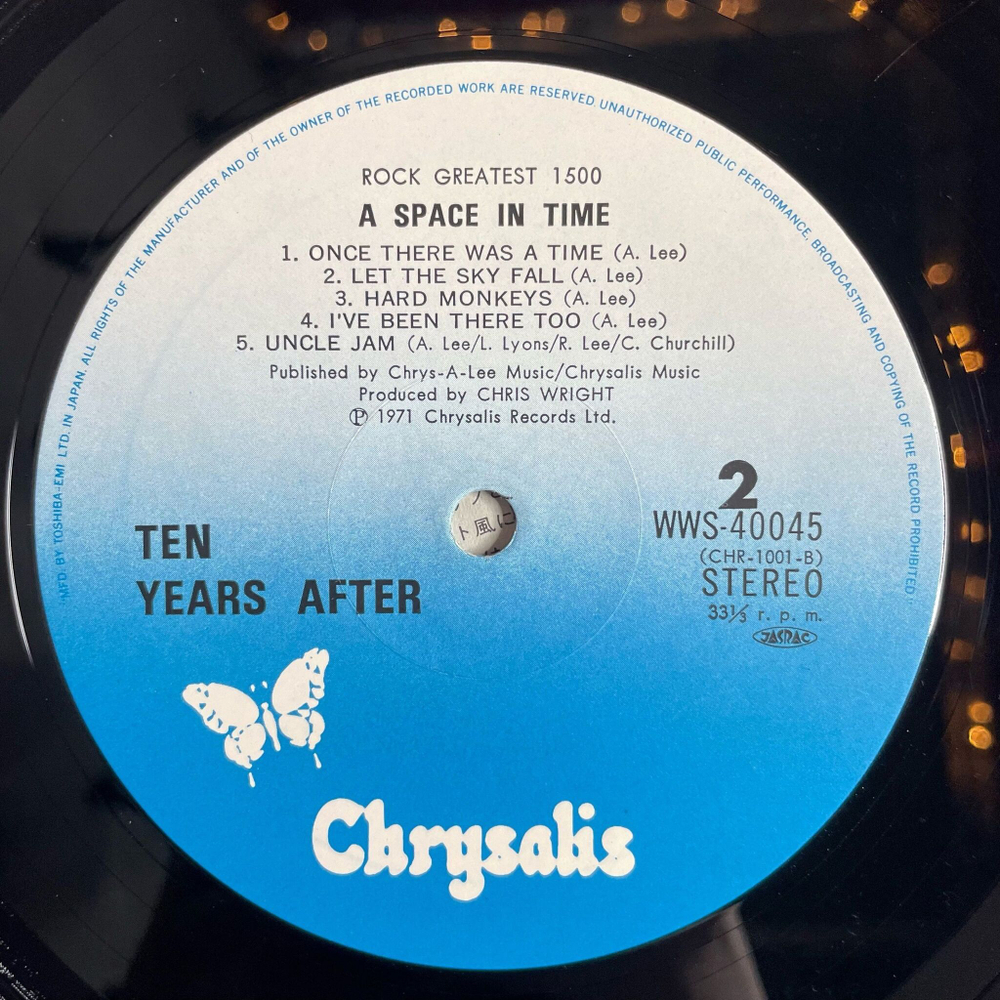 "MFD. BY TOSHIBA-EMI LTD. IN JAPAN. ALL RIGHTS OF THE MANUFACTURER AND OF THE OWNER OF THE RECORDED WORK ARE RESERVED. UNAUTHORIZED PUBLIC PERFORMANCE, BROADCASTING AND COPYING OF THE RECORD PROHIBITED"
ROCK GREATEST 1500
A SPACE IN TIME
1. ONCE THERE WAS A TIME (A. Lee)
2. LET THE SKY FALL (A. Lee)
3. HARD MONKEYS (A. Lee)
4. I'VE BEEN THERE TOO (A. Lee)
5. UNCLE JAM (A. Lee/L. Lyons/R. Lee/C. Churchill)
Published by Chrys-A-Lee Music/Chrysalis Music
Produced by CHRIS WRIGHT
Ⓟ 1971 Chrysalis Records Ltd.
ト風に
2
WWS-40045
(CHR-1001-B)
STEREO
33⅓ r. p. m.
JASRAC
TEN
YEARS AFTER
Chrysalis